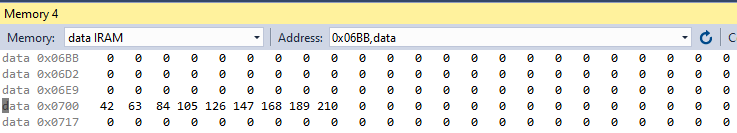 Memory 4
Memory: data IRAM Address: 0x06BB,data C
data 0x06BB 0 0 0 0 0 0 0 0 0 0 0 0 0 0 0 0 0 0 0 0 0 0 0
data 0x06D2 0 0 0 0 0 0 0 0 0 0 0 0 0 0 0 0 0 0 0 0 0 0 0
data 0x06E9 0 0 0 0 0 0 0 0 0 0 0 0 0 0 0 0 0 0 0 0 0 0 0
data 0x0700 42 63 84 105 126 147 168 189 210 0 0 0 0 0 0 0 0 0 0 0 0 0 0
data 0x0717 0 0 0 0 0 0 0 0 0 0 0 0 0 0 0 0 0 0 0 0 0 0 0